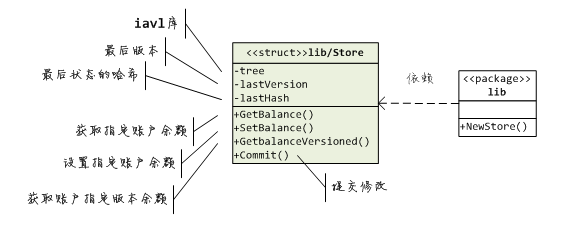 iavl库
最后版本
最后状态的哈希
获取指定账户余额
设置指定账户余额
获取账户指定版本余额
<<struct>>lib/Store
-tree
-lastVersion
-lastHash
+GetBalance()
+SetBalance()
+GetbalanceVersioned()
+Commit()
提交修改
依赖
<<package>>
lib
+NewStore()